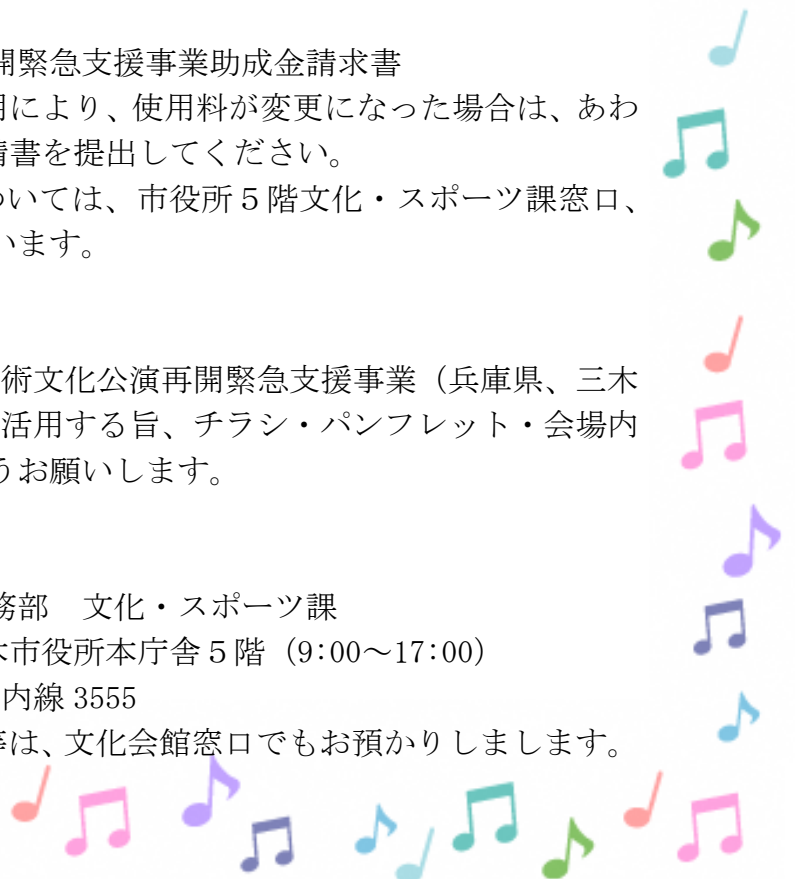 開緊急支援事業助成金請求書
用により、使用料が変更になった場合は、あわ
請書を提出してください。
ついては、市役所５階文化・スポーツ課窓口、
います。
術文化公演再開緊急支援事業（兵庫県、三木
活用する旨、チラシ・パンフレット・会場内
うお願いします。
務部　文化・スポーツ課
木市役所本庁舎５階（9:00～17:00）
内線 3555
等は、文化会館窓口でもお預かりしまします。